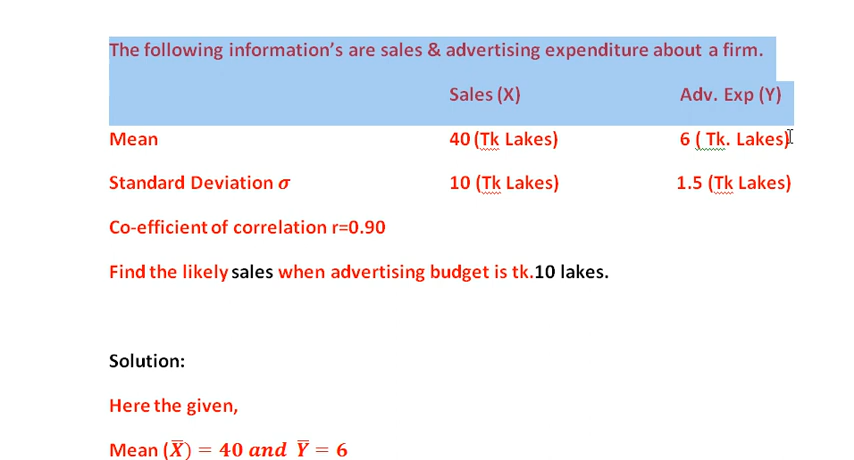 The following information's are sales & advertising expenditure about a firm.
Sales (X) Adv. Exp (Y)
Mean 40 (Tk Lakes) 6 ( Tk. Lakes)
Standard Deviation σ 10 (Tk Lakes) 1.5 (Tk Lakes)
Co-efficient of correlation r=0.90
Find the likely sales when advertising budget is tk.10 lakes.
Solution:
Here the given,
Mean (X̅) = 40 and Y̅ = 6